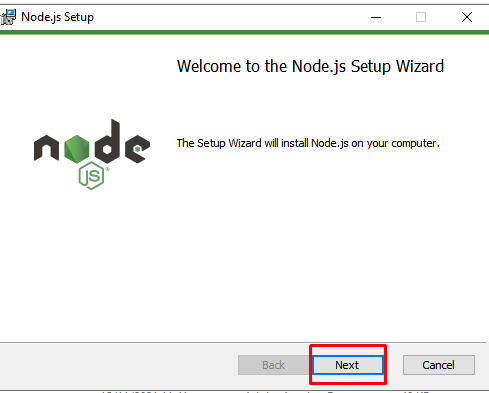 Node.js Setup
Welcome to the Node.js Setup Wizard
node
JS
The Setup Wizard will install Node.js on your computer.
Back
Next
Cancel